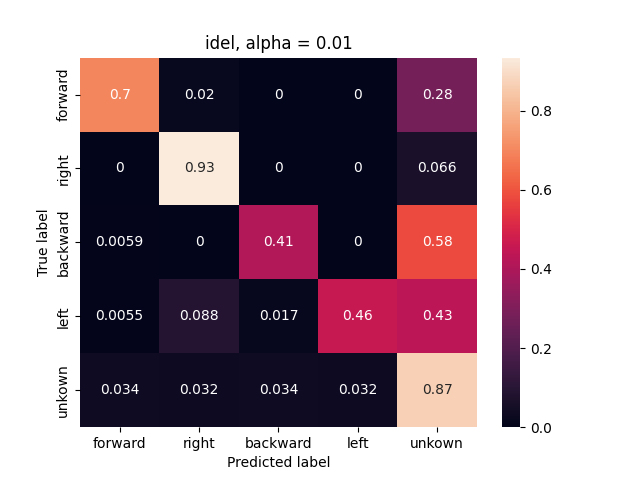 idel, alpha = 0.01
forward 0.7 0.02 0 0 0.28
right 0 0.93 0 0 0.066
backward 0.0059 0 0.41 0 0.58
left 0.0055 0.088 0.017 0.46 0.43
unkown 0.034 0.032 0.034 0.032 0.87
True label
forward right backward left unkown
Predicted label
0.8
0.6
0.4
0.2
0.0